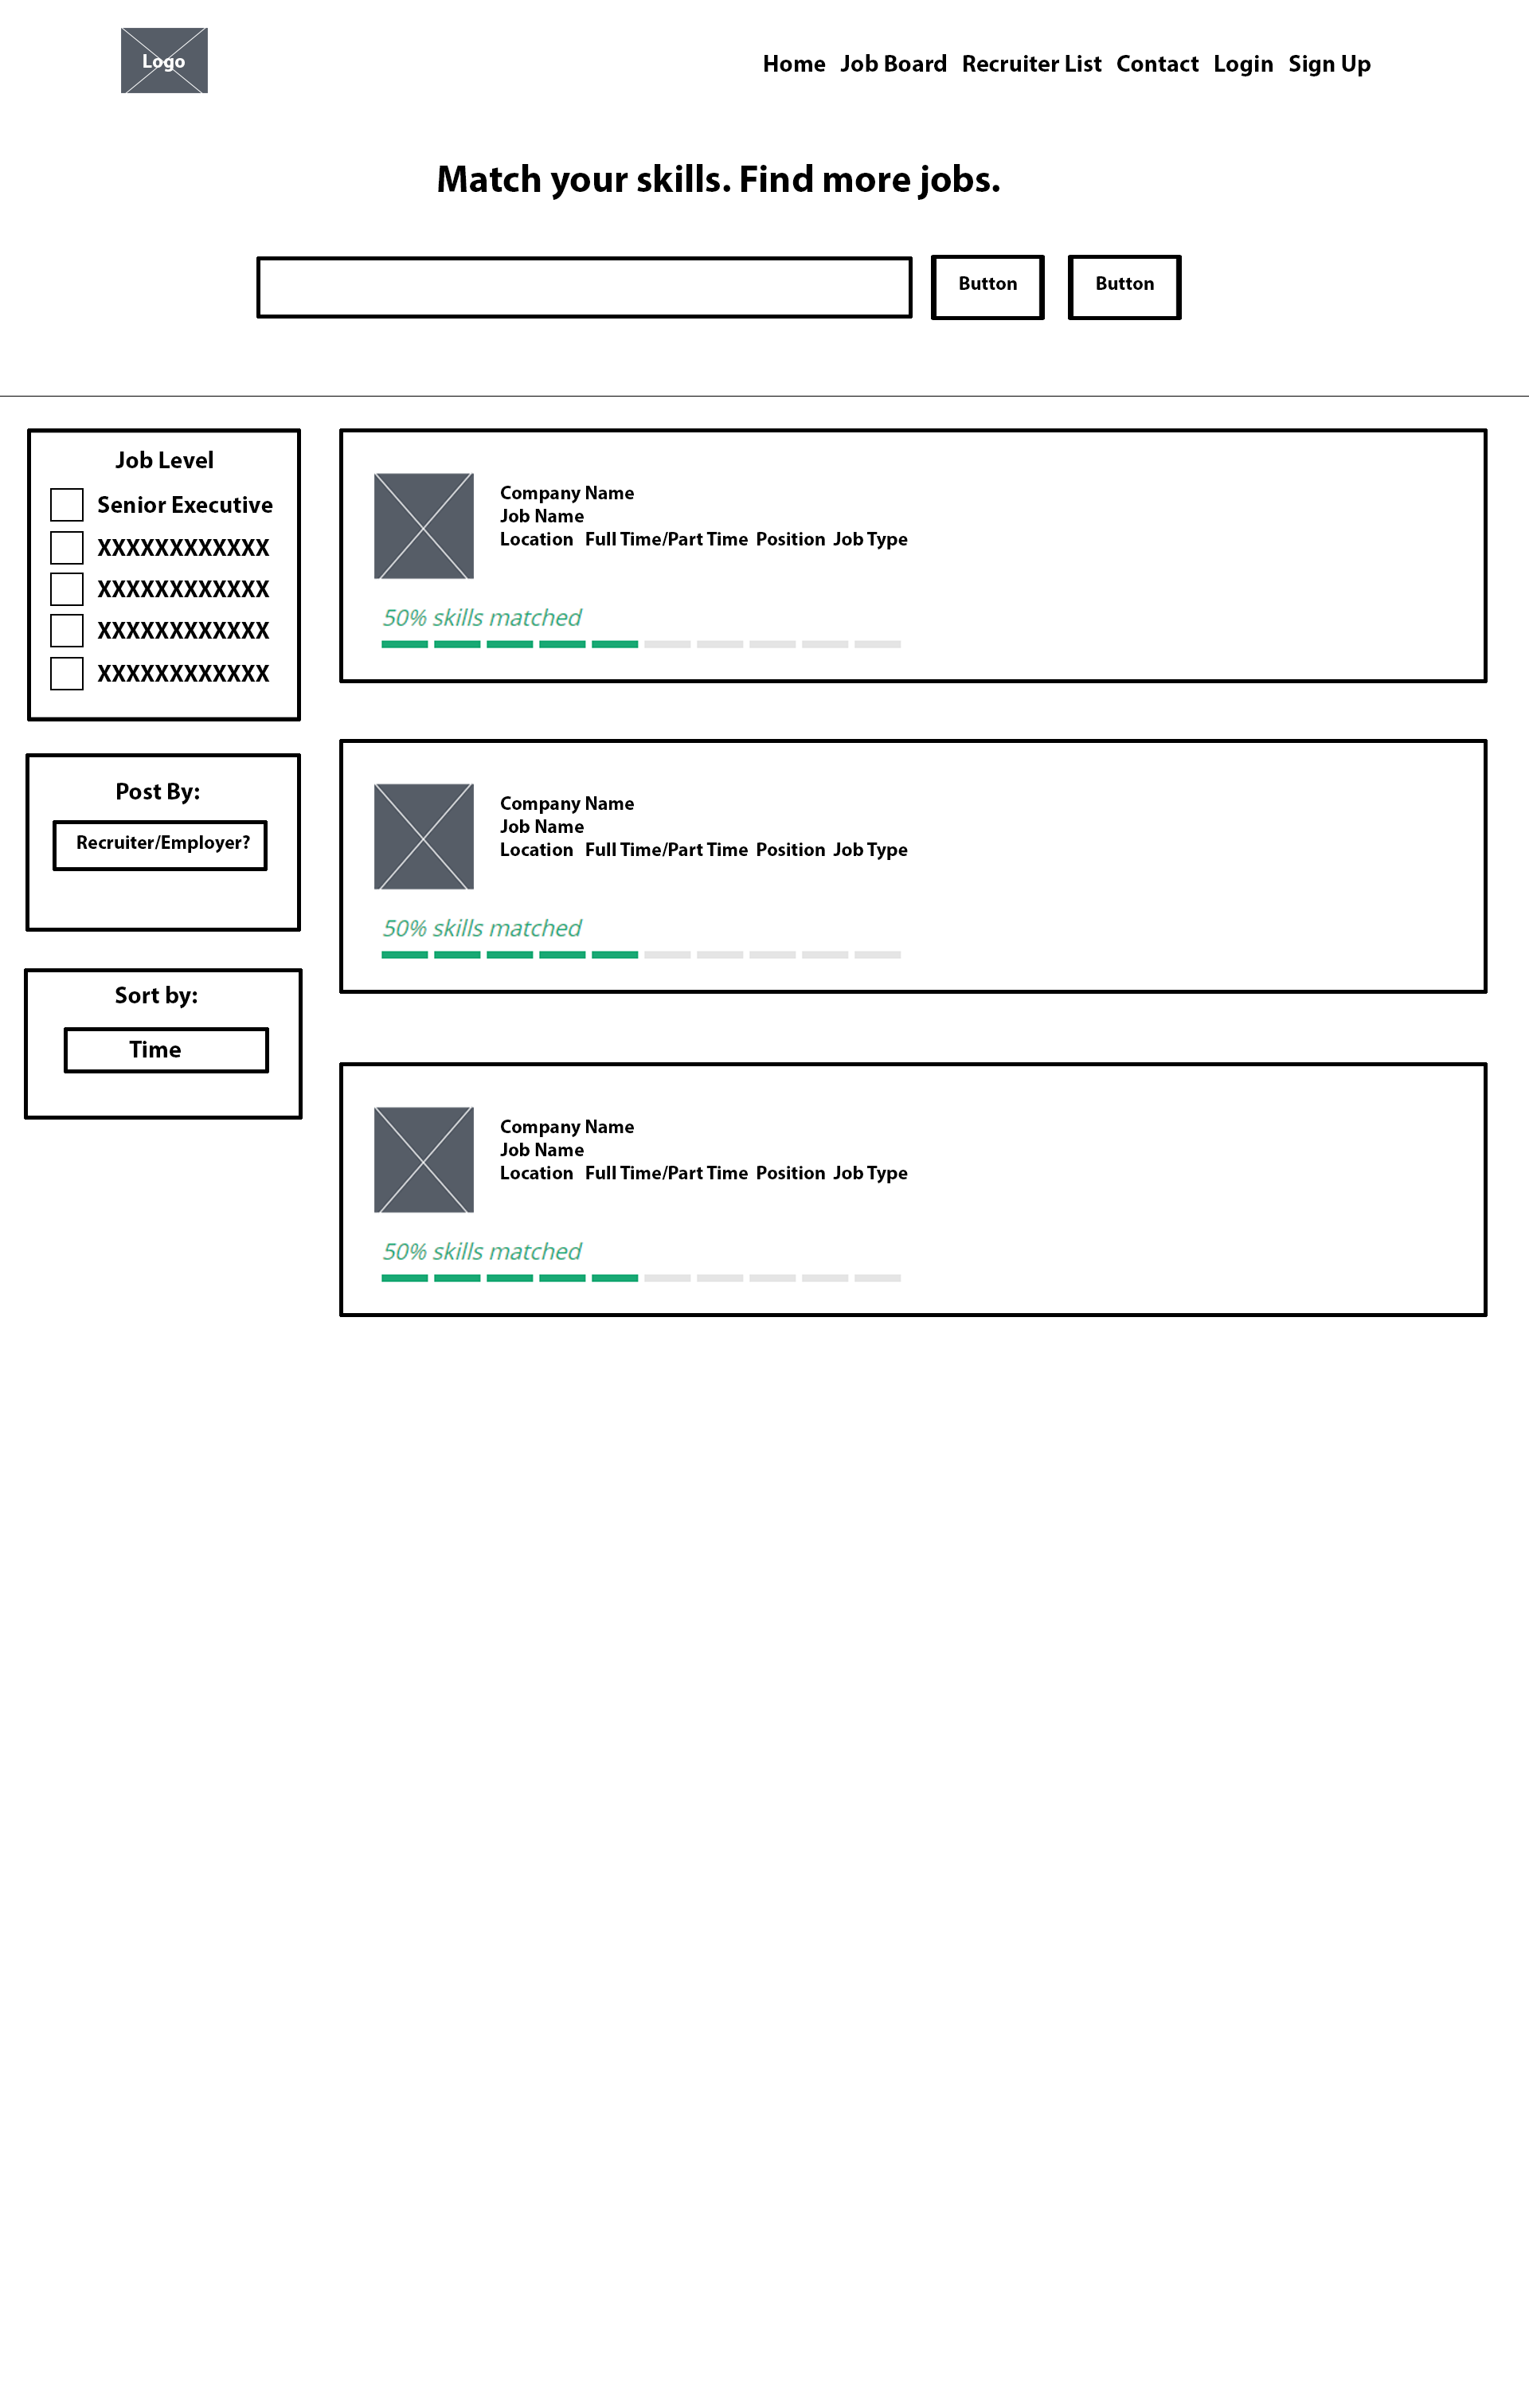 Logo
Home Job Board Recruiter List Contact Login Sign Up
Match your skills. Find more jobs.
Button
Button
Job Level
Senior Executive
XXXXXXXXXXXX
XXXXXXXXXXXX
XXXXXXXXXXXX
XXXXXXXXXXXX
Post By:
Recruiter/Employer?
Sort by:
Time
Company Name
Job Name
Location Full Time/Part Time Position Job Type
50% skills matched
Company Name
Job Name
Location Full Time/Part Time Position Job Type
50% skills matched
Company Name
Job Name
Location Full Time/Part Time Position Job Type
50% skills matched